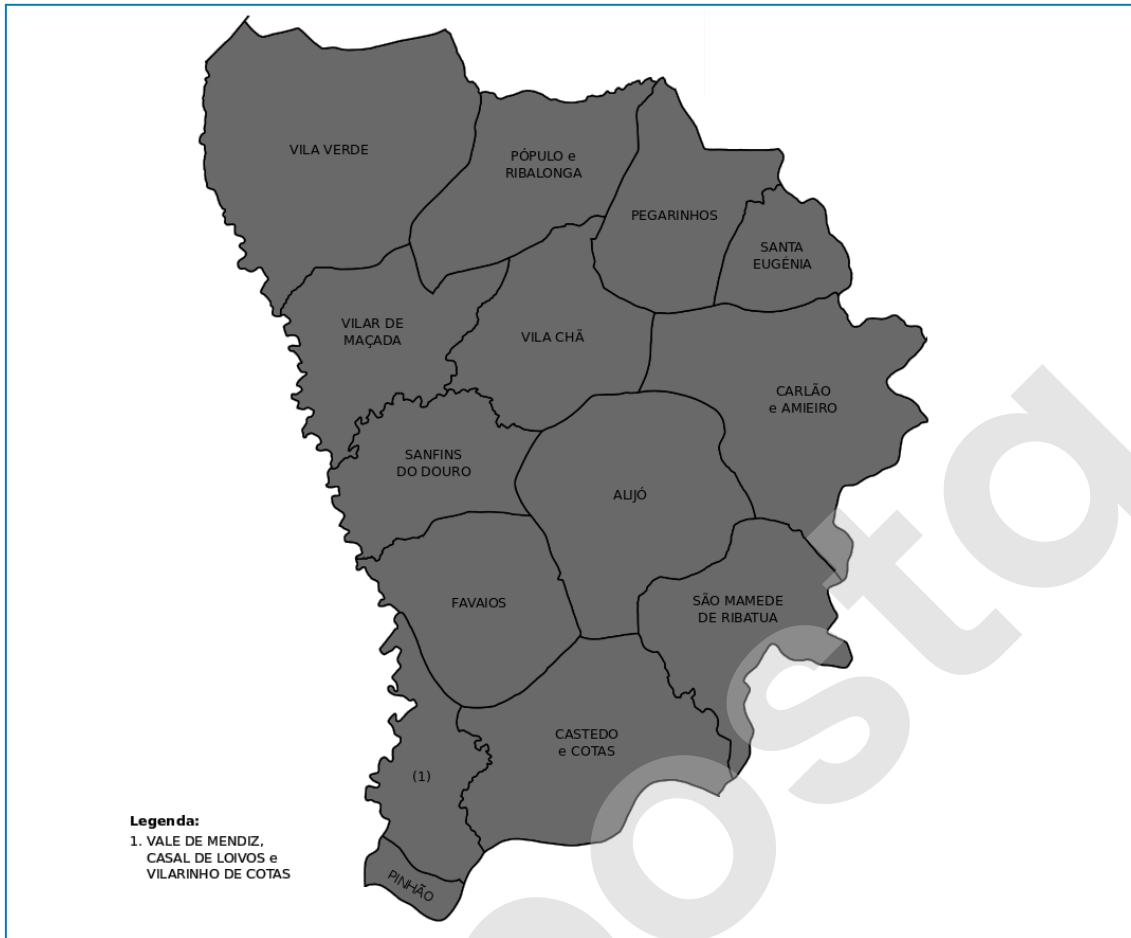 VILA VERDE
PÓPULO e
RIBALONGA
PEGARINHOS
SANTA
EUGÉNIA
VILAR DE
MAÇADA
VILA CHÃ
CARLÃO
e AMIEIRO
SANFINS
DO DOURO
ALIJÓ
FAVAIOS
SÃO MAMEDE
DE RIBATUA
CASTEDO
e COTAS
(1)
PINHÃO
Legenda:
1. VALE DE MENDIZ,
CASAL DE LOIVOS e
VILARINHO DE COTAS
osta